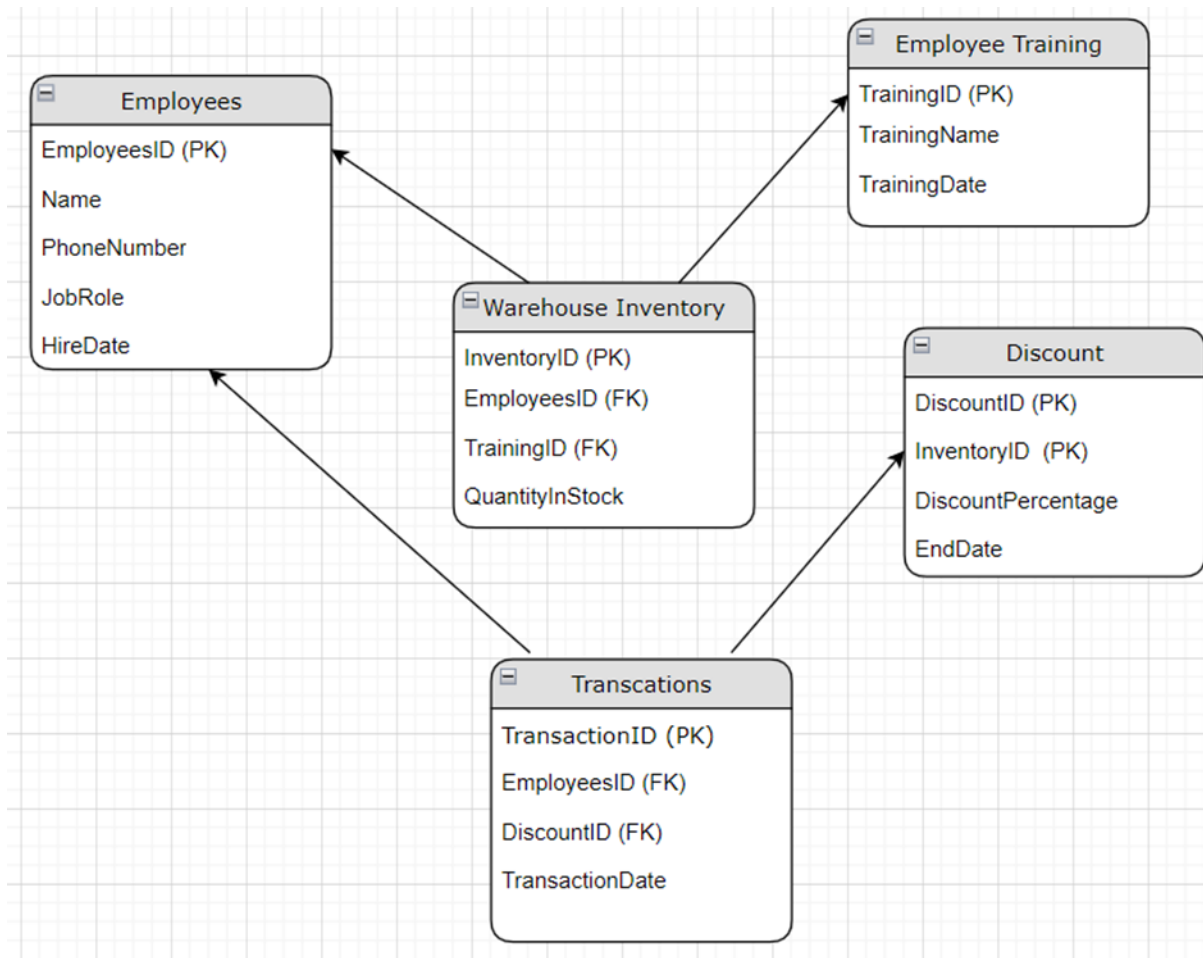 Employees
EmployeesID (PK)
Name
PhoneNumber
JobRole
HireDate
Employee Training
TrainingID (PK)
TrainingName
TrainingDate
Warehouse Inventory
InventoryID (PK)
EmployeesID (FK)
TrainingID (FK)
QuantityInStock
Discount
DiscountID (PK)
InventoryID (PK)
DiscountPercentage
EndDate
Transcations
TransactionID (PK)
EmployeesID (FK)
DiscountID (FK)
TransactionDate